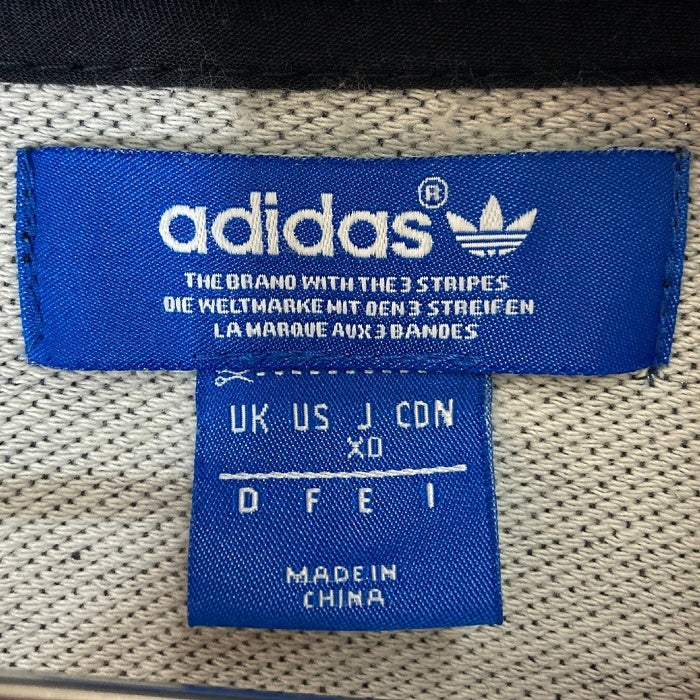 adidas®
THE BRAND WITH THE 3 STRIPES
DIE WELTMARKE MIT DEN 3 STREIFEN
LA MARQUE AUX 3 BANDES
UK US J CDN
XO
D F E I
MADE IN
CHINA